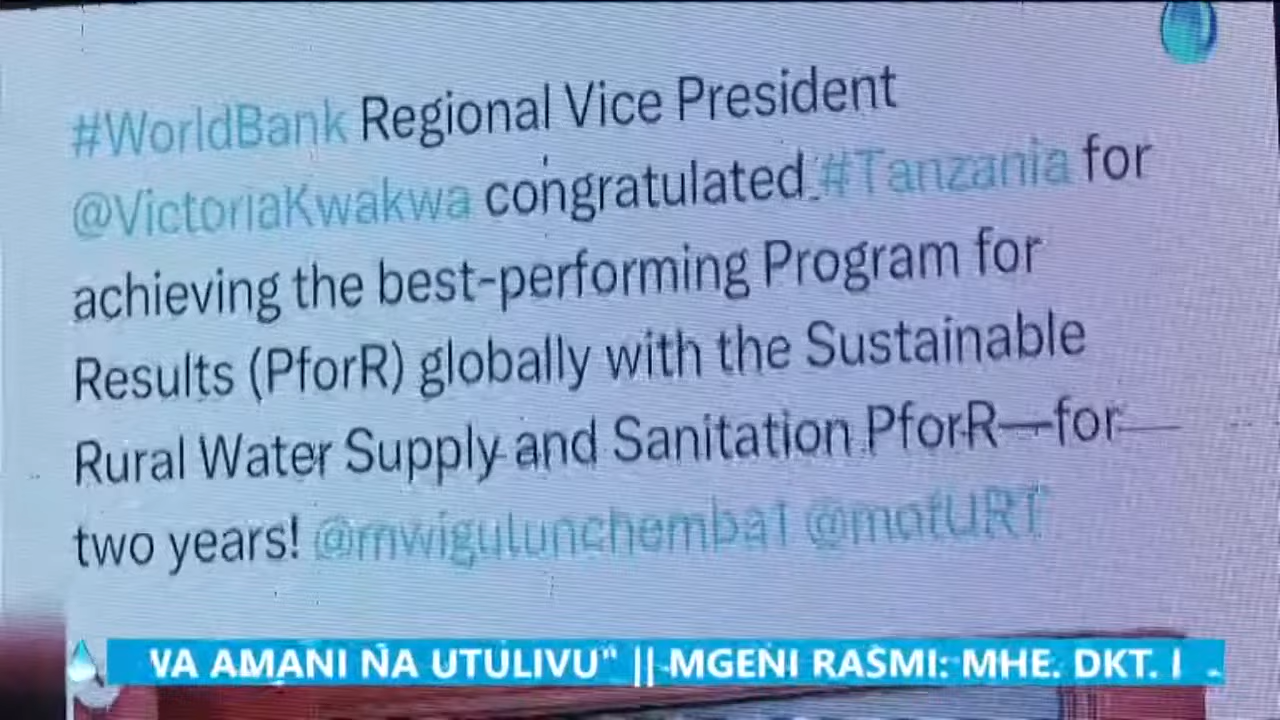 #WorldBank Regional Vice President
@VictoriaKwakwa congratulated #Tanzania for
achieving the best-performing Program for
Results (PforR) globally with the Sustainable
Rural Water Supply and Sanitation PforR—for
two years! @mwigulunchemba1 @mofURT
VA AMANI NA UTULIVU" || MGENI RASMI: MHE. DKT. I